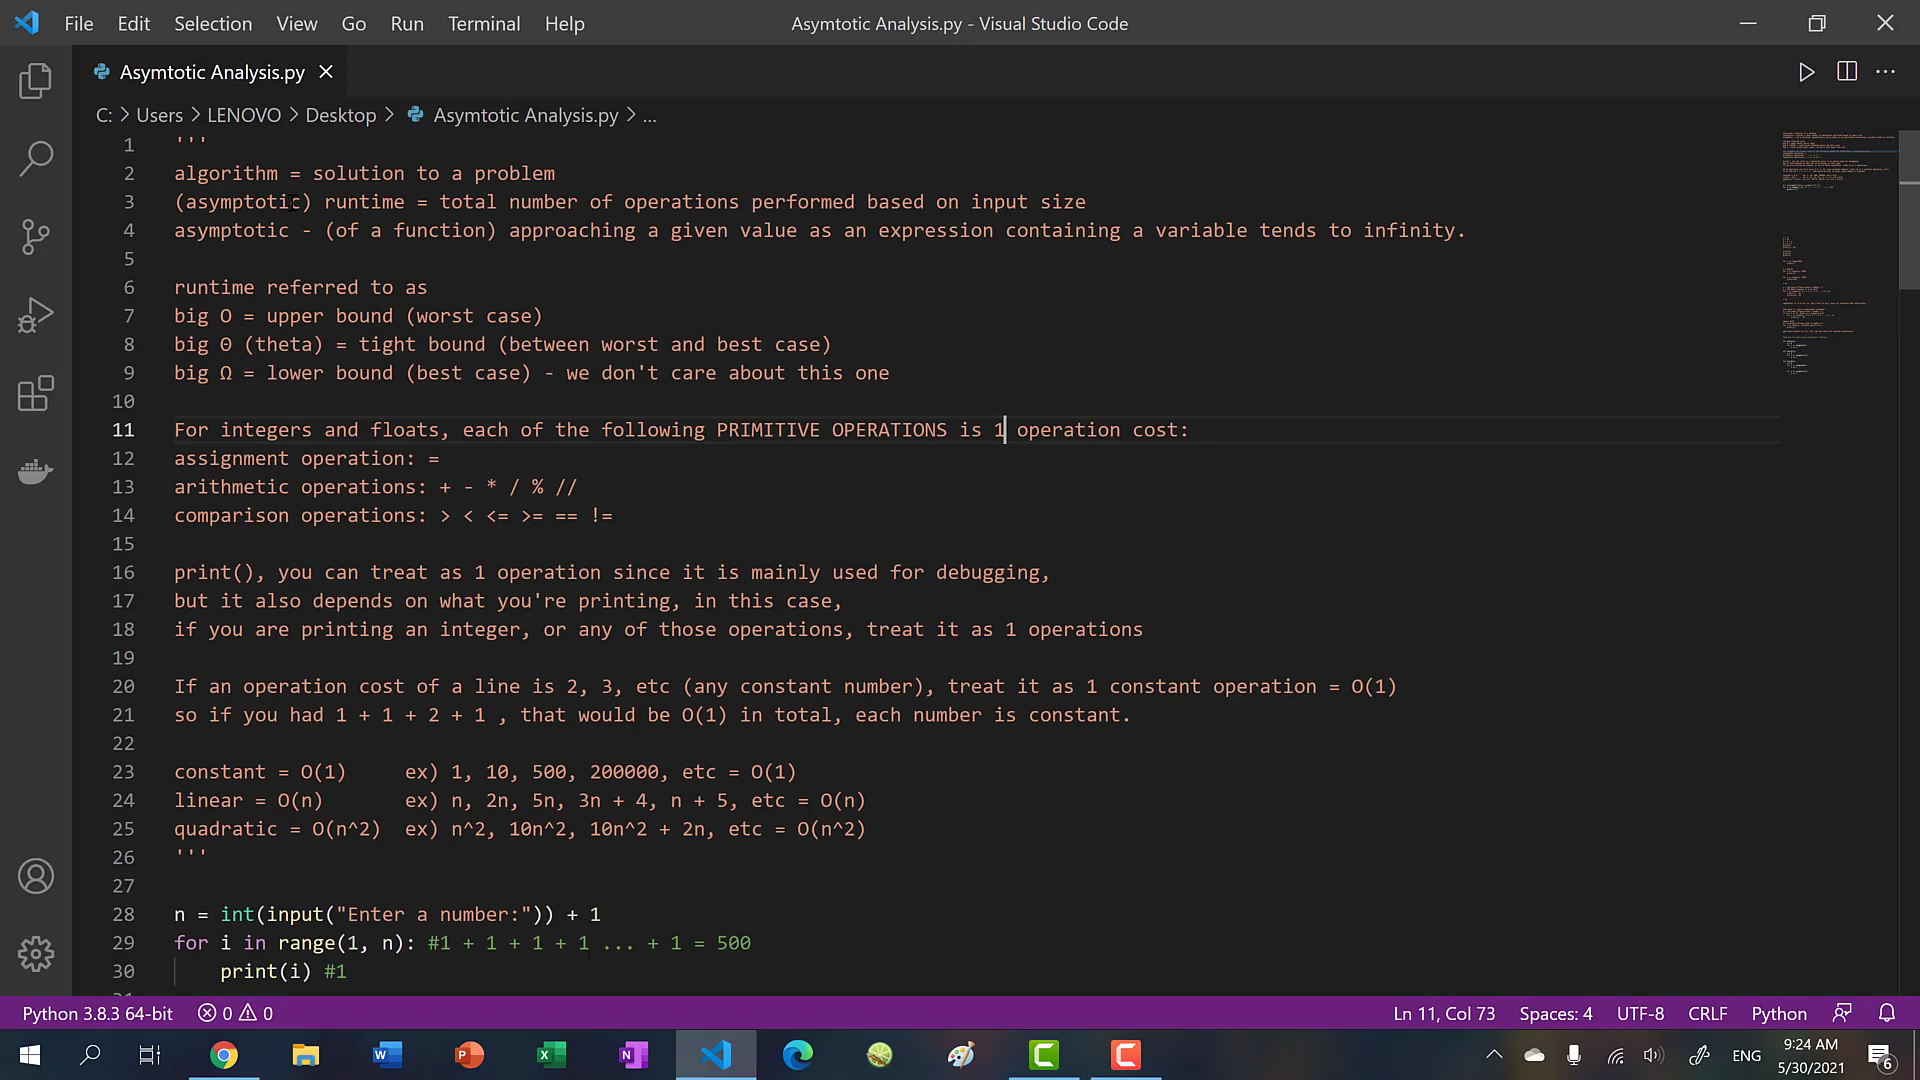 File Edit Selection View Go Run Terminal Help
Asymtotic Analysis.py - Visual Studio Code
Asymtotic Analysis.py
C: > Users > LENOVO > Desktop > Asymtotic Analysis.py > ...
1 '''
2 algorithm = solution to a problem
3 (asymptotic) runtime = total number of operations performed based on input size
4 asymptotic - (of a function) approaching a given value as an expression containing a variable tends to infinity.
5
6 runtime referred to as
7 big O = upper bound (worst case)
8 big Θ (theta) = tight bound (between worst and best case)
9 big Ω = lower bound (best case) - we don't care about this one
10
11 For integers and floats, each of the following PRIMITIVE OPERATIONS is 1 operation cost:
12 assignment operation: =
13 arithmetic operations: + - * / % //
14 comparison operations: > < <= >= == !=
15
16 print(), you can treat as 1 operation since it is mainly used for debugging,
17 but it also depends on what you're printing, in this case,
18 if you are printing an integer, or any of those operations, treat it as 1 operations
19
20 If an operation cost of a line is 2, 3, etc (any constant number), treat it as 1 constant operation = O(1)
21 so if you had 1 + 1 + 2 + 1 , that would be O(1) in total, each number is constant.
22
23 constant = O(1)     ex) 1, 10, 500, 200000, etc = O(1)
24 linear = O(n)       ex) n, 2n, 5n, 3n + 4, n + 5, etc = O(n)
25 quadratic = O(n^2)  ex) n^2, 10n^2, 10n^2 + 2n, etc = O(n^2)
26 '''
27
28 n = int(input("Enter a number:")) + 1
29 for i in range(1, n): #1 + 1 + 1 + 1 ... + 1 = 500
30     print(i) #1
Python 3.8.3 64-bit 0 0 Ln 11, Col 73 Spaces: 4 UTF-8 CRLF Python
ENG
9:24 AM
5/30/2021
6